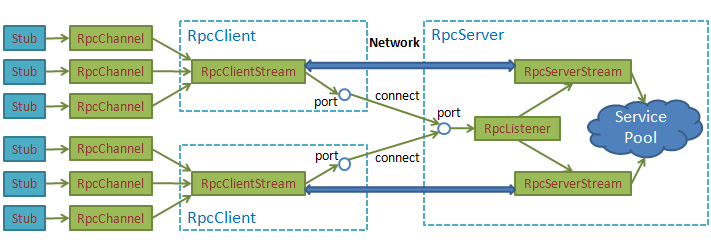 RpcClient
Network
RpcServer
Stub
RpcChannel
Stub
RpcChannel
RpcClientStream
RpcServerStream
Stub
RpcChannel
port
connect
port
RpcListener
Service
Pool
Stub
RpcChannel
port
connect
Stub
RpcChannel
RpcClientStream
RpcServerStream
Stub
RpcChannel
RpcClient